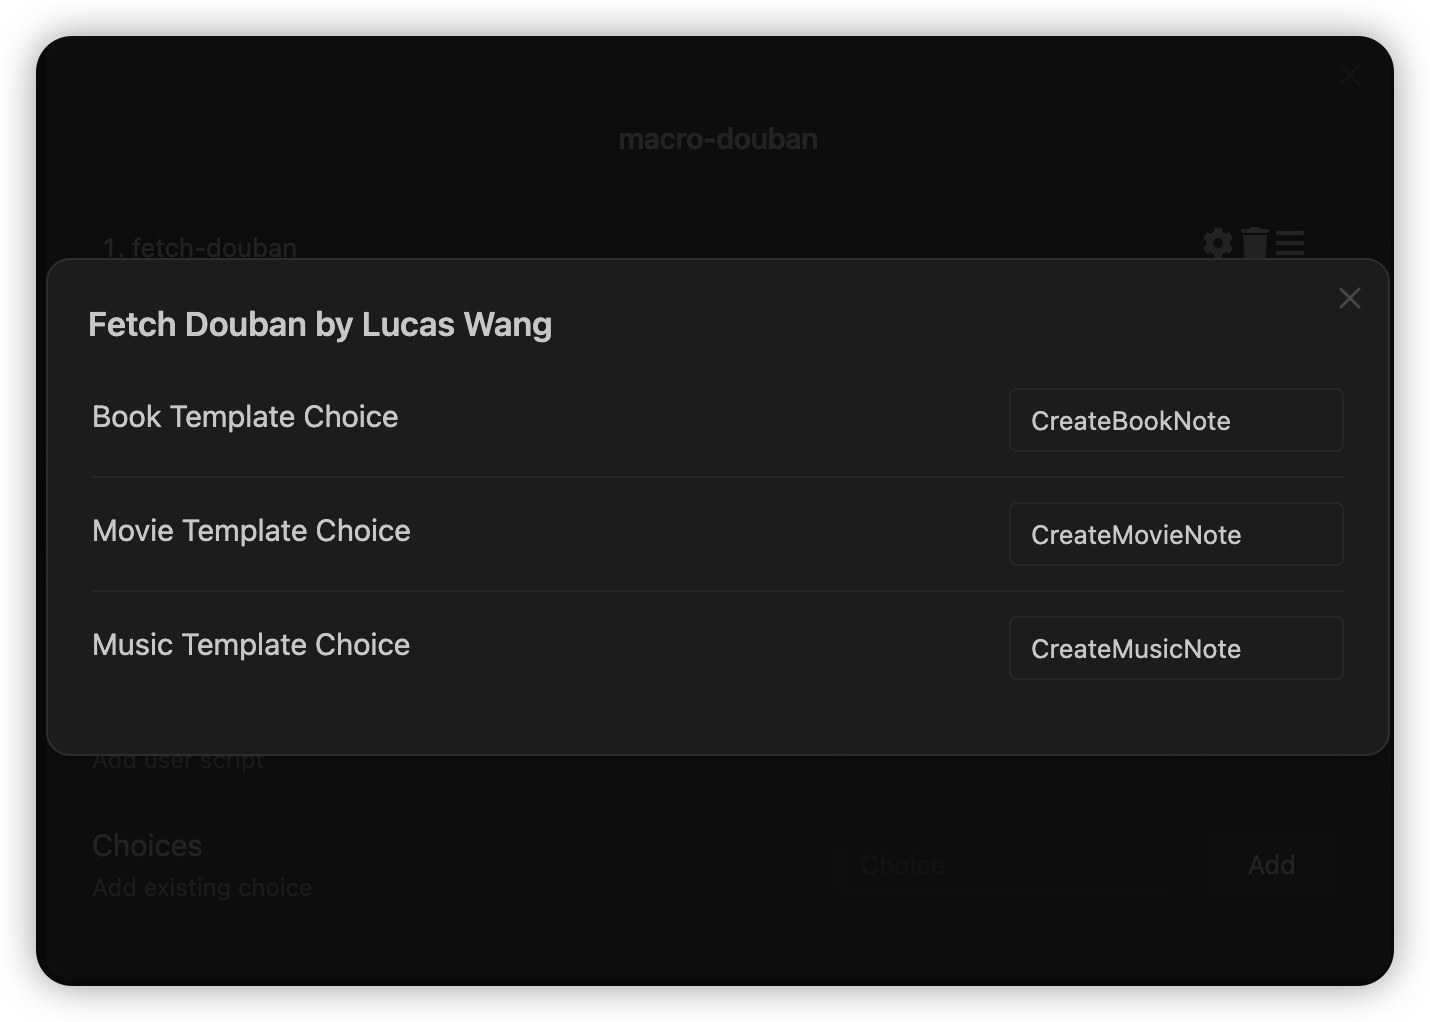 macro-douban
1. fetch-douban
Fetch Douban by Lucas Wang
Book Template Choice
CreateBookNote
Movie Template Choice
CreateMovieNote
Music Template Choice
CreateMusicNote
Add user script
Choices
Choice
Add
Add existing choice